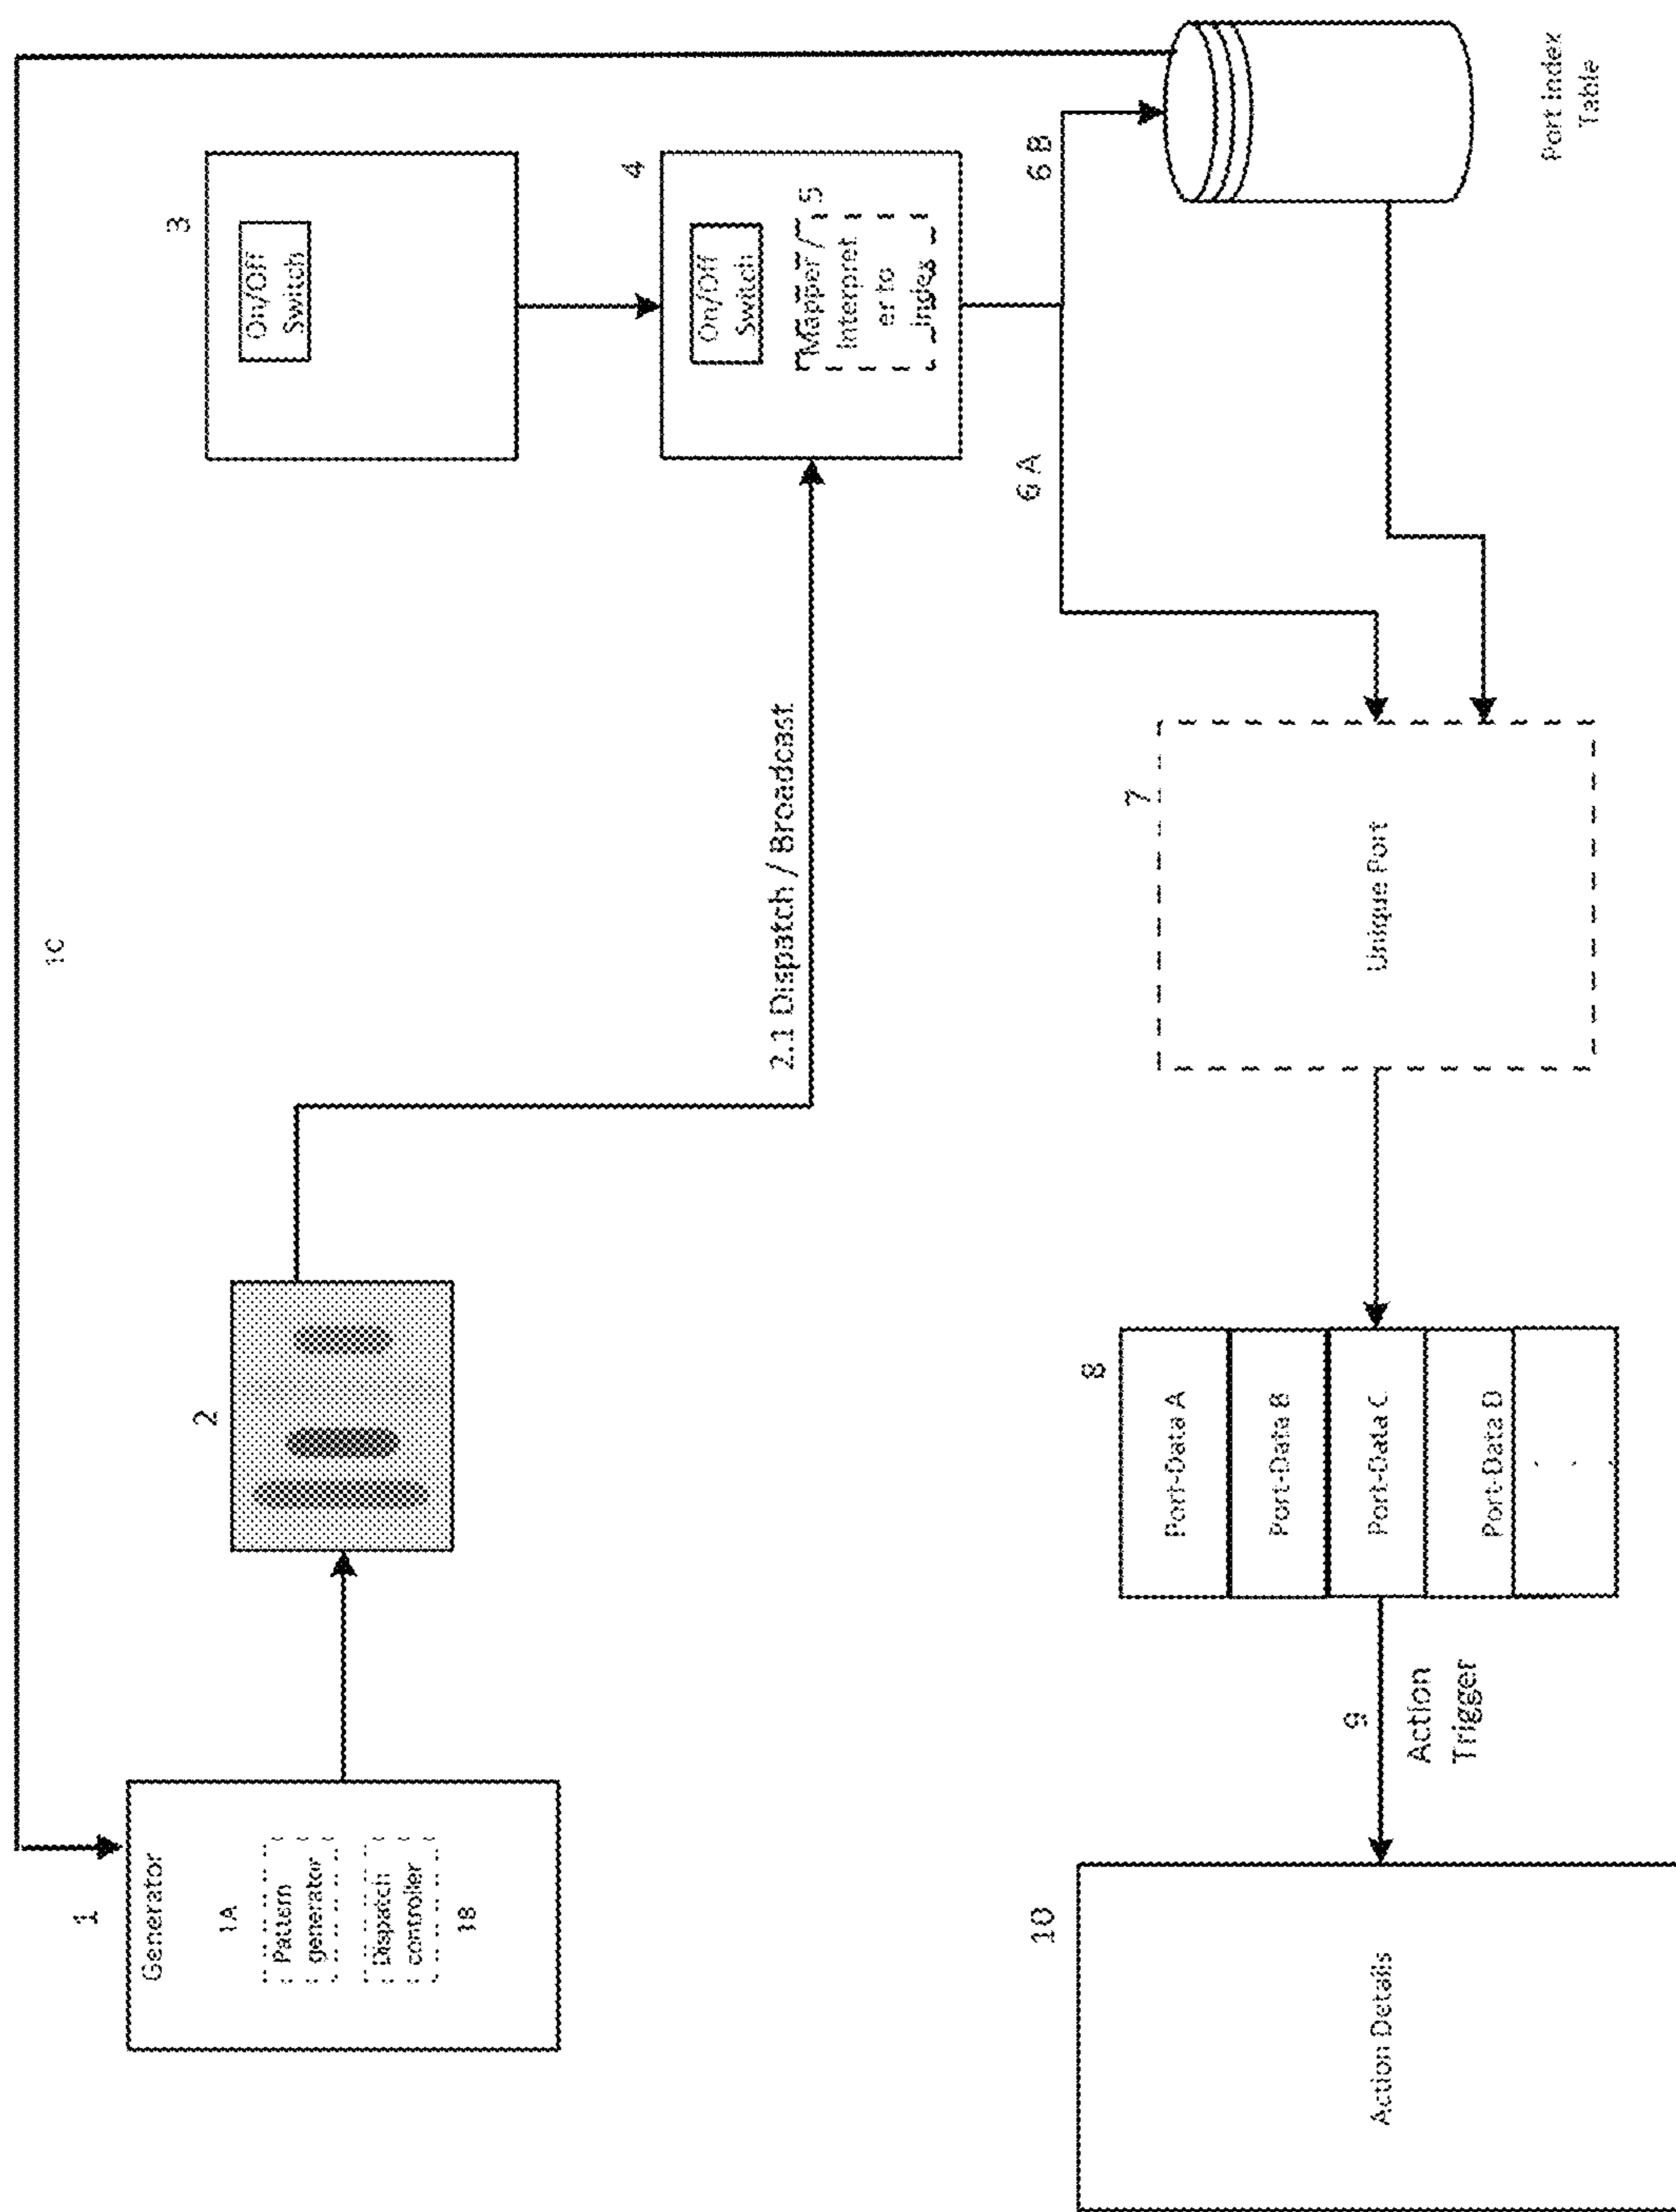 1C
1
Generator
1A
Pattern
generator
Dispatch
controller
1B
2
2.1 Dispatch / Broadcast
3
On/Off
Switch
4
On/Off
Switch
5
Mapper /
Interpret
er to
Index
6 A
6 B
Port Index
Table
7
Unique Port
8
Port-Data A
Port-Data B
Port-Data C
Port-Data D
9
Action
Trigger
10
Action Details